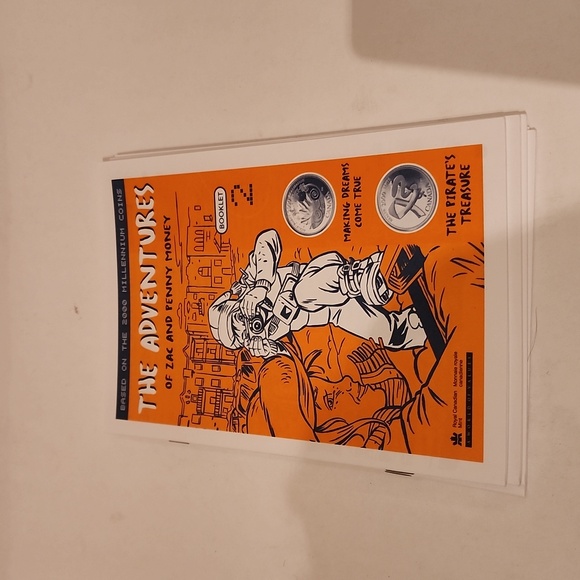 BASED ON THE 2000 MILLENNIUM COINS
THE ADVENTURES
OF ZAC AND PENNY MONEY
BOOKLET
2
MAKING DREAMS
COME TRUE
THE PIRATE'S
TREASURE
Royal Canadian Mint
Monnaie royale canadienne